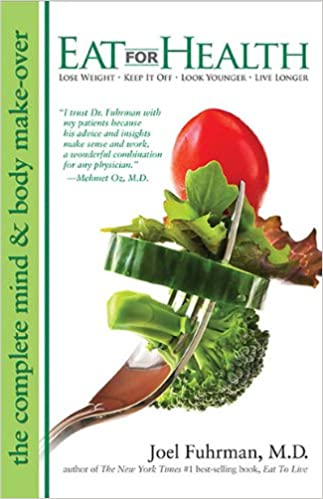 the complete mind & body make-over
EAT FOR HEALTH
LOSE WEIGHT • KEEP IT OFF • LOOK YOUNGER • LIVE LONGER
“I trust Dr. Fuhrman with
my patients because
his advice and insights
make sense and work,
a wonderful combination
for any physician.”
—Mehmet Oz, M.D.
Joel Fuhrman, M.D.
author of The New York Times #1 best-selling book, Eat To Live